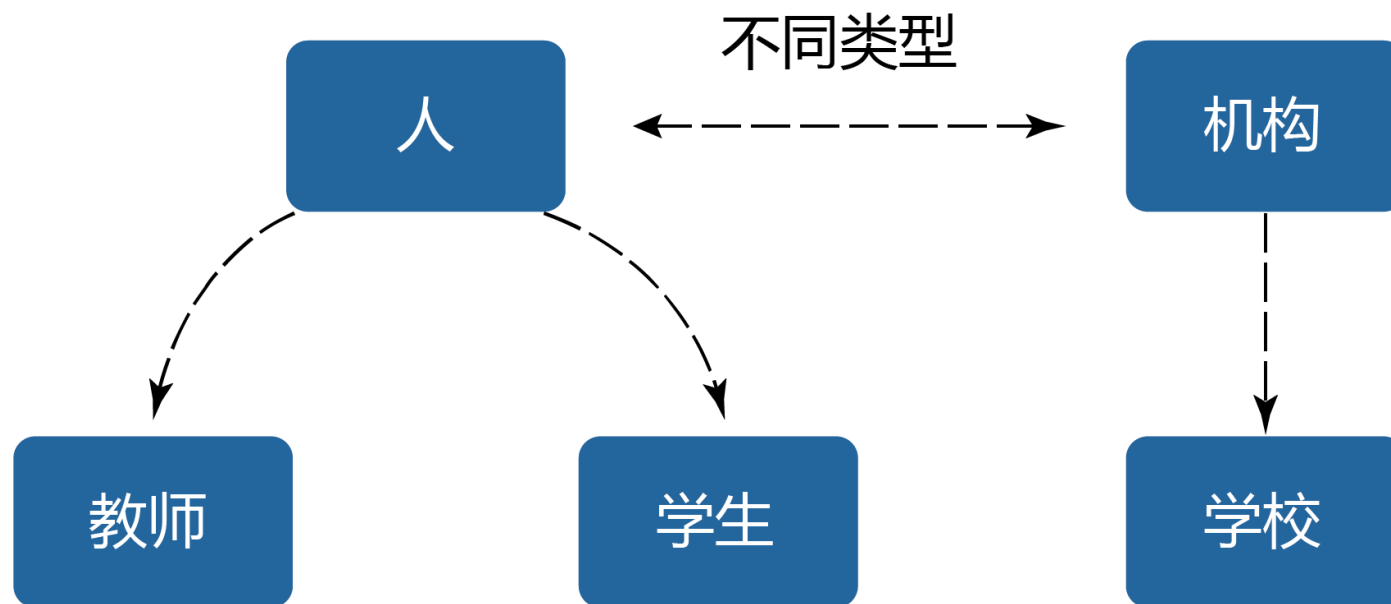 不同类型
人
机构
教师
学生
学校